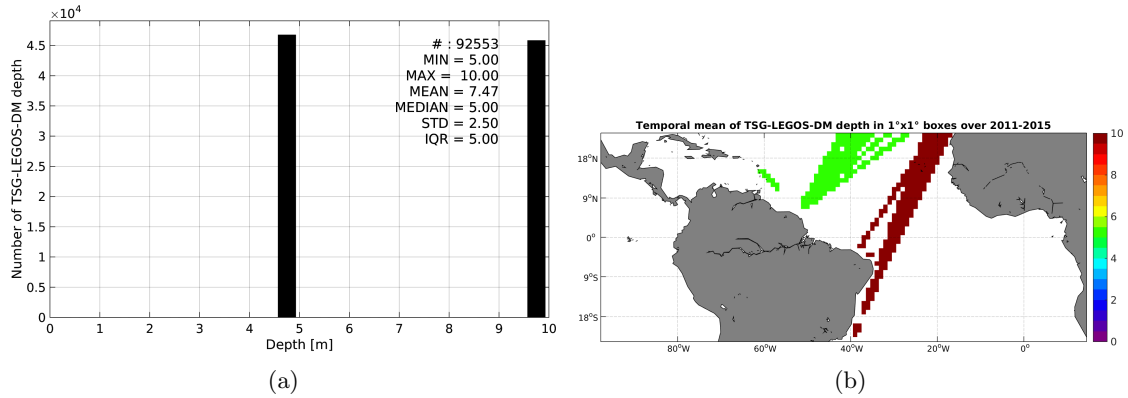 ×10⁴
4.5
4
3.5
3
2.5
2
1.5
1
0.5
0
Number of TSG-LEGOS-DM depth
# : 92553
MIN = 5.00
MAX = 10.00
MEAN = 7.47
MEDIAN = 5.00
STD = 2.50
IQR = 5.00
0 1 2 3 4 5 6 7 8 9 10
Depth [m]
(a)
Temporal mean of TSG-LEGOS-DM depth in 1°x1° boxes over 2011-2015
18°N
9°N
0°
9°S
18°S
80°W 60°W 40°W 20°W 0°
10
8
6
4
2
0
(b)